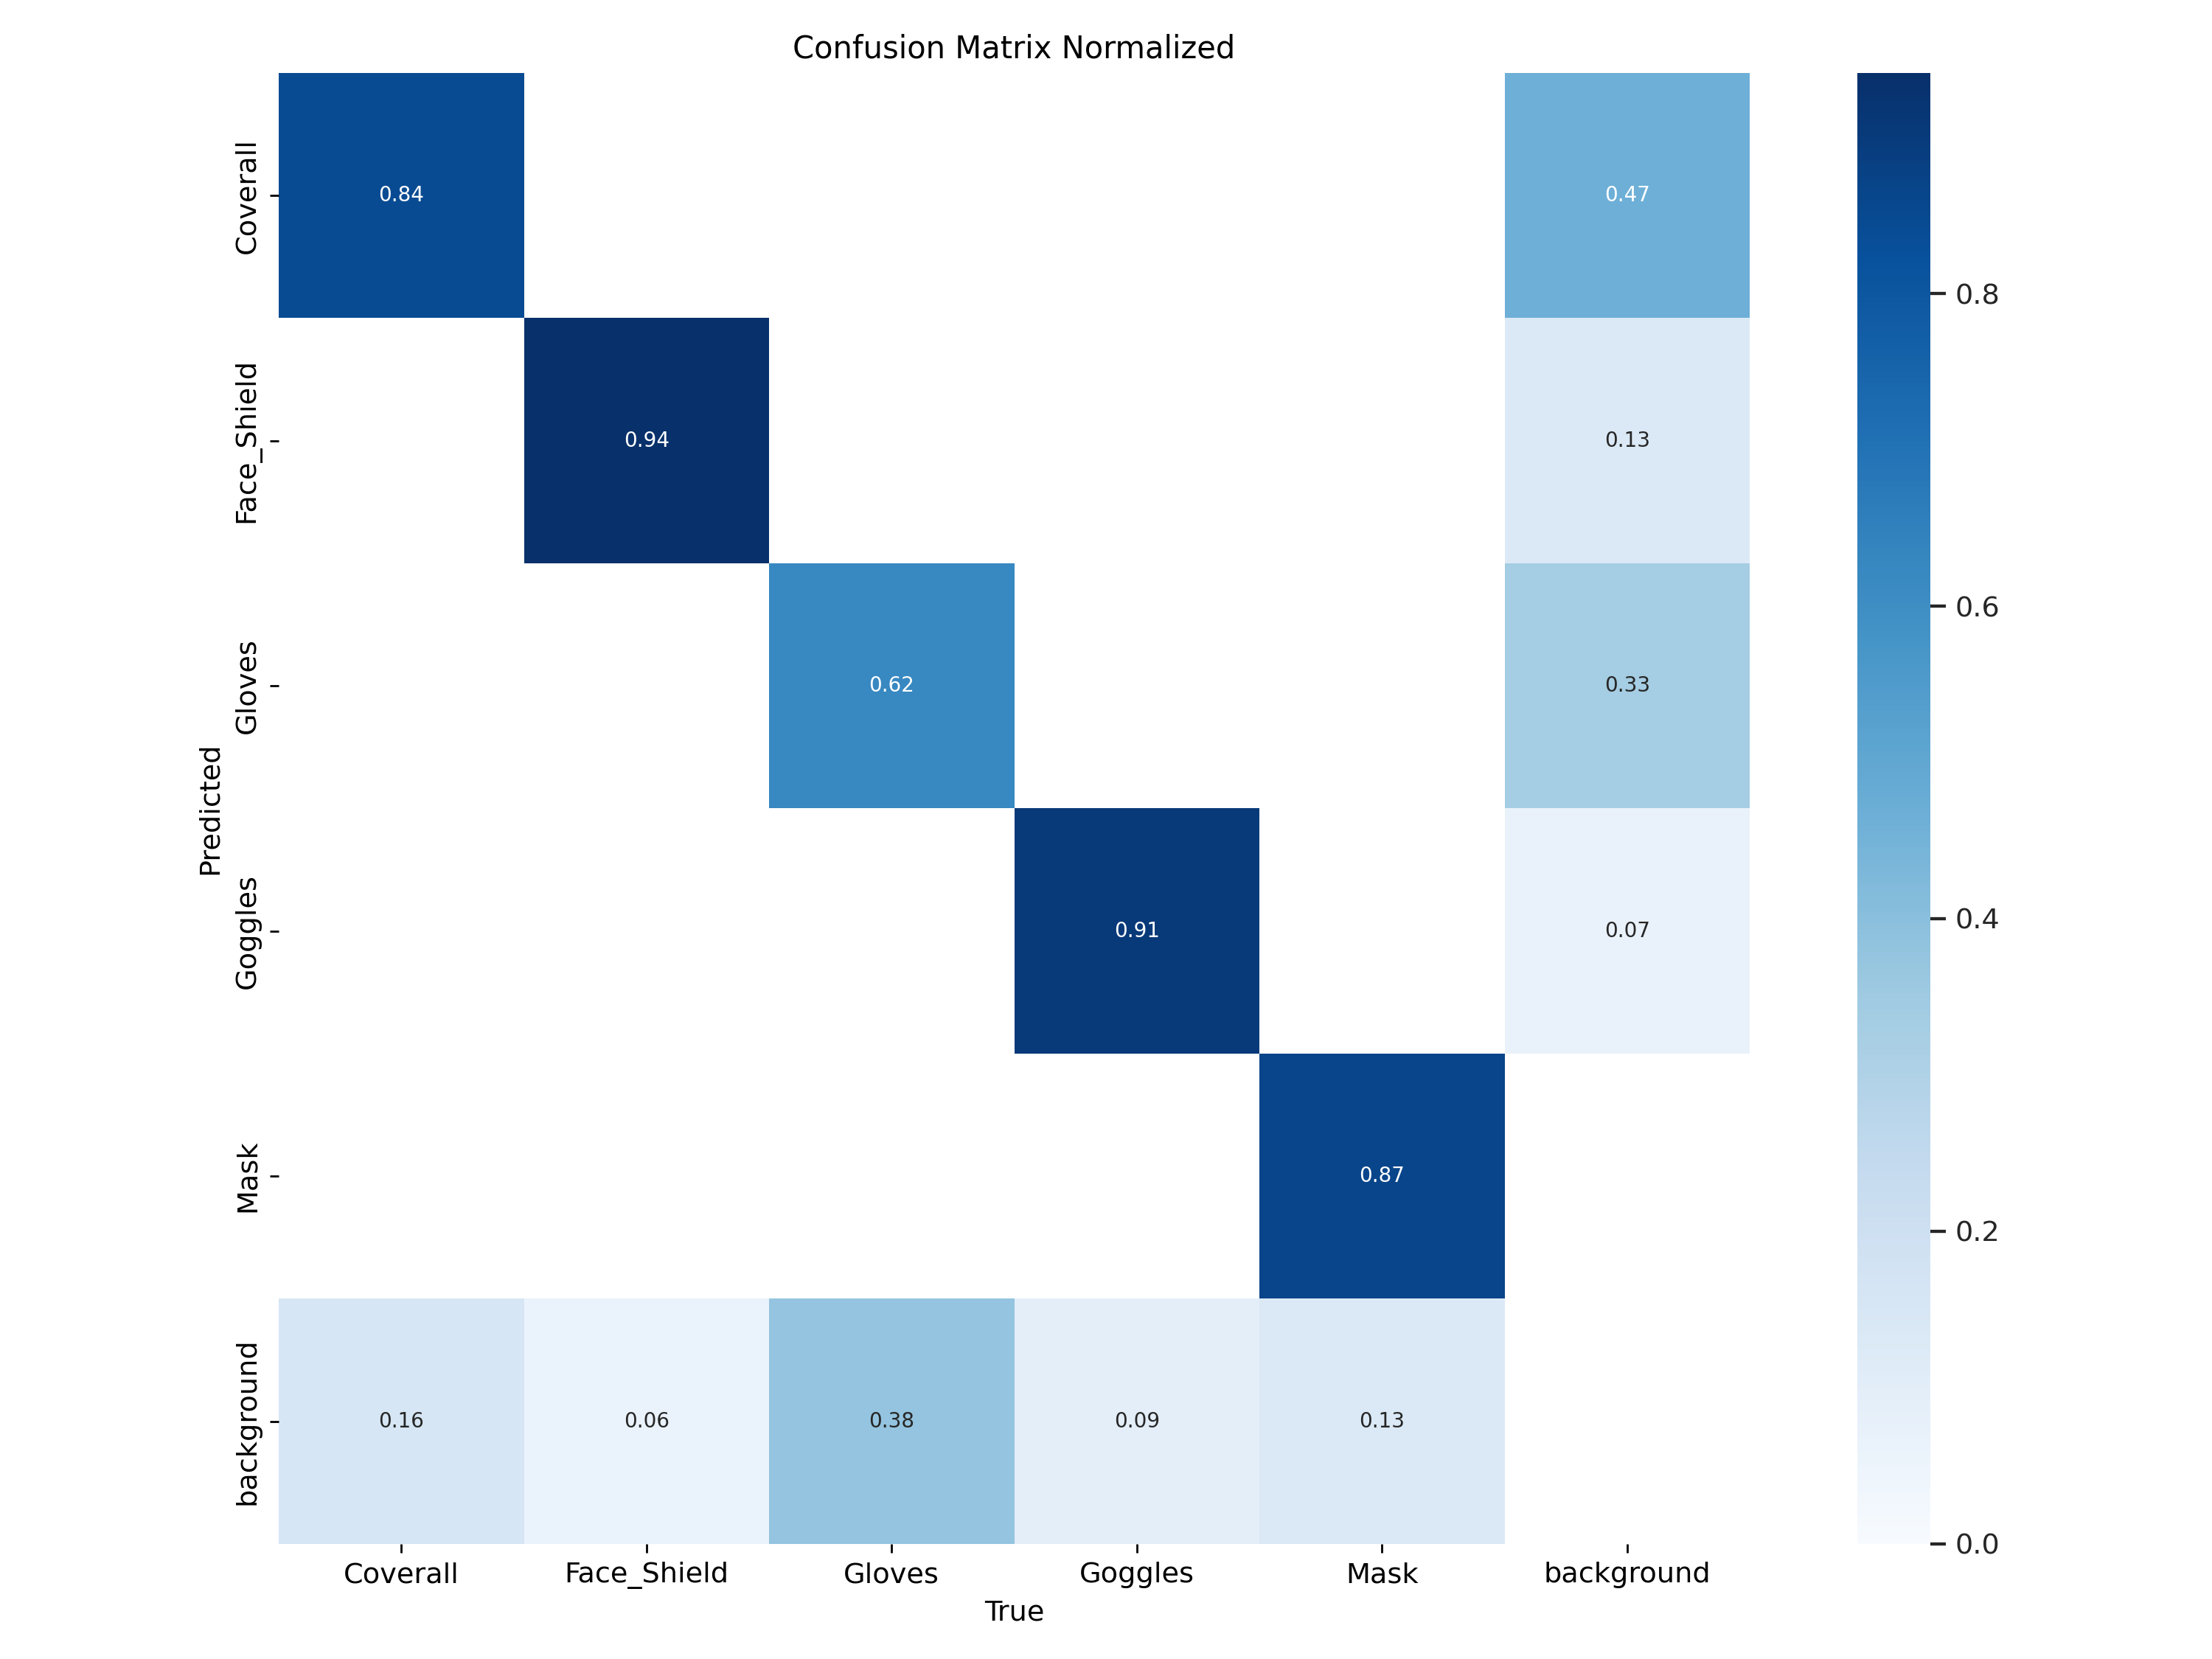 Confusion Matrix Normalized
Predicted
Coverall
0.84
0.47
Face_Shield
0.94
0.13
Gloves
0.62
0.33
Goggles
0.91
0.07
Mask
0.87
background
0.16
0.06
0.38
0.09
0.13
Coverall
Face_Shield
Gloves
Goggles
Mask
background
True
0.8
0.6
0.4
0.2
0.0